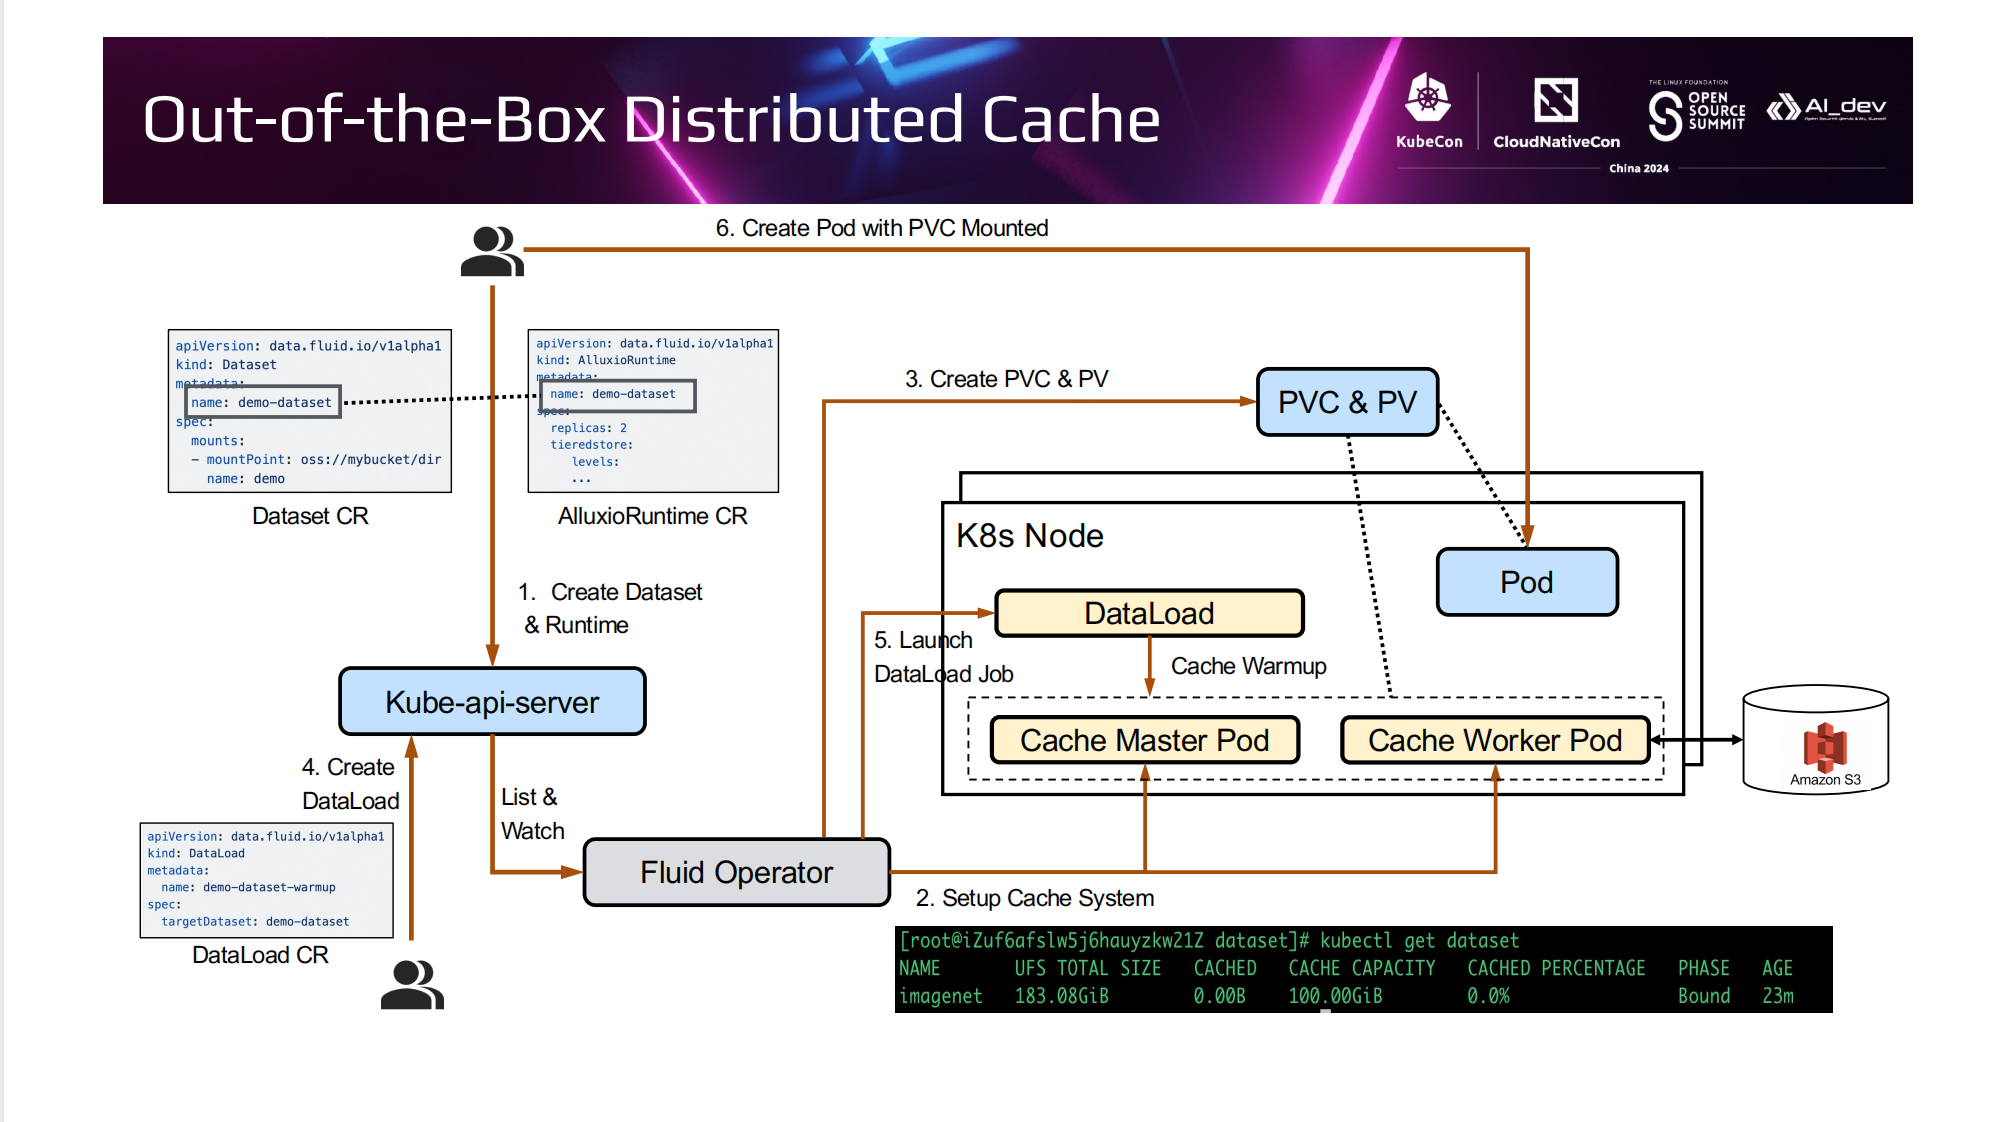 Out-of-the-Box Distributed Cache
KubeCon
CloudNativeCon
THE LINUX FOUNDATION
OPEN
SOURCE
SUMMIT
AI_dev
China 2024
6. Create Pod with PVC Mounted
apiVersion: data.fluid.io/v1alpha1
kind: Dataset
metadata:
name: demo-dataset
spec:
mounts:
- mountPoint: oss://mybucket/dir
name: demo
Dataset CR
apiVersion: data.fluid.io/v1alpha1
kind: AlluxioRuntime
metadata:
name: demo-dataset
spec:
replicas: 2
tieredstore:
levels:
...
AlluxioRuntime CR
3. Create PVC & PV
PVC & PV
K8s Node
Pod
1. Create Dataset
& Runtime
DataLoad
5. Launch
DataLoad Job
Cache Warmup
Kube-api-server
Cache Master Pod
Cache Worker Pod
Amazon S3
4. Create
DataLoad
List &
Watch
apiVersion: data.fluid.io/v1alpha1
kind: DataLoad
metadata:
name: demo-dataset-warmup
spec:
targetDataset: demo-dataset
DataLoad CR
Fluid Operator
2. Setup Cache System
[root@iZuf6afslw5j6hauyzkw21Z dataset]# kubectl get dataset
NAME UFS TOTAL SIZE CACHED CACHE CAPACITY CACHED PERCENTAGE PHASE AGE
imagenet 183.08GiB 0.00B 100.00GiB 0.0% Bound 23m